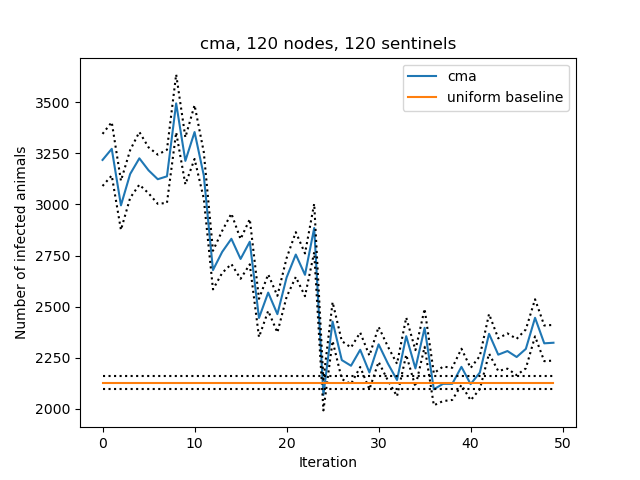 cma, 120 nodes, 120 sentinels
cma
uniform baseline
Number of infected animals
3500
3250
3000
2750
2500
2250
2000
0 10 20 30 40 50
Iteration